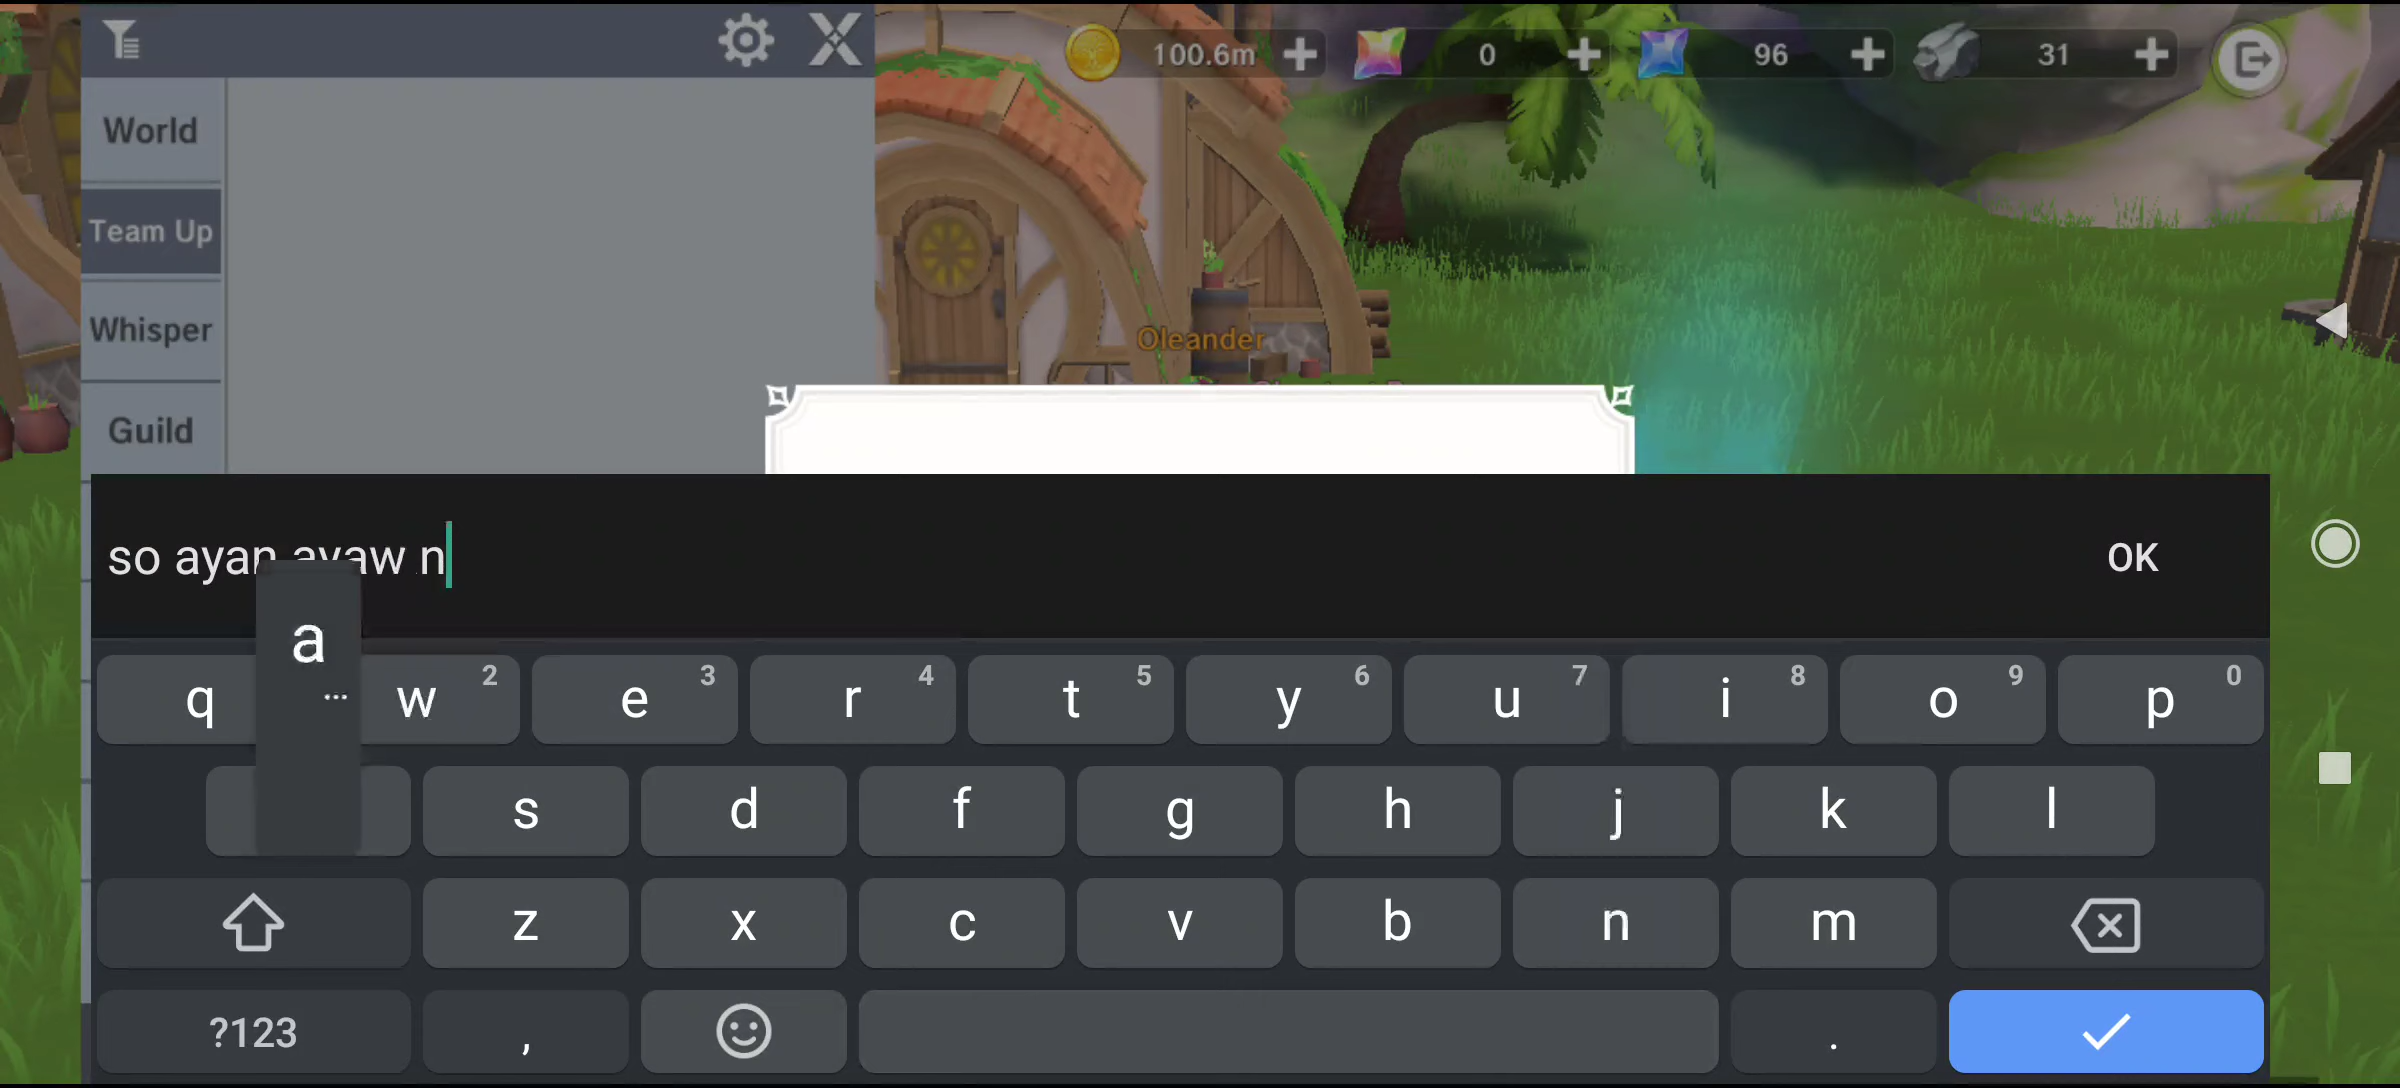 100.6m
0
96
31
World
Team Up
Whisper
Guild
Oleander
so ayan ayaw n
OK
a
...
q w 2 e 3 r 4 t 5 y 6 u 7 i 8 o 9 p 0
s d f g h j k l
z x c v b n m
?123 , .